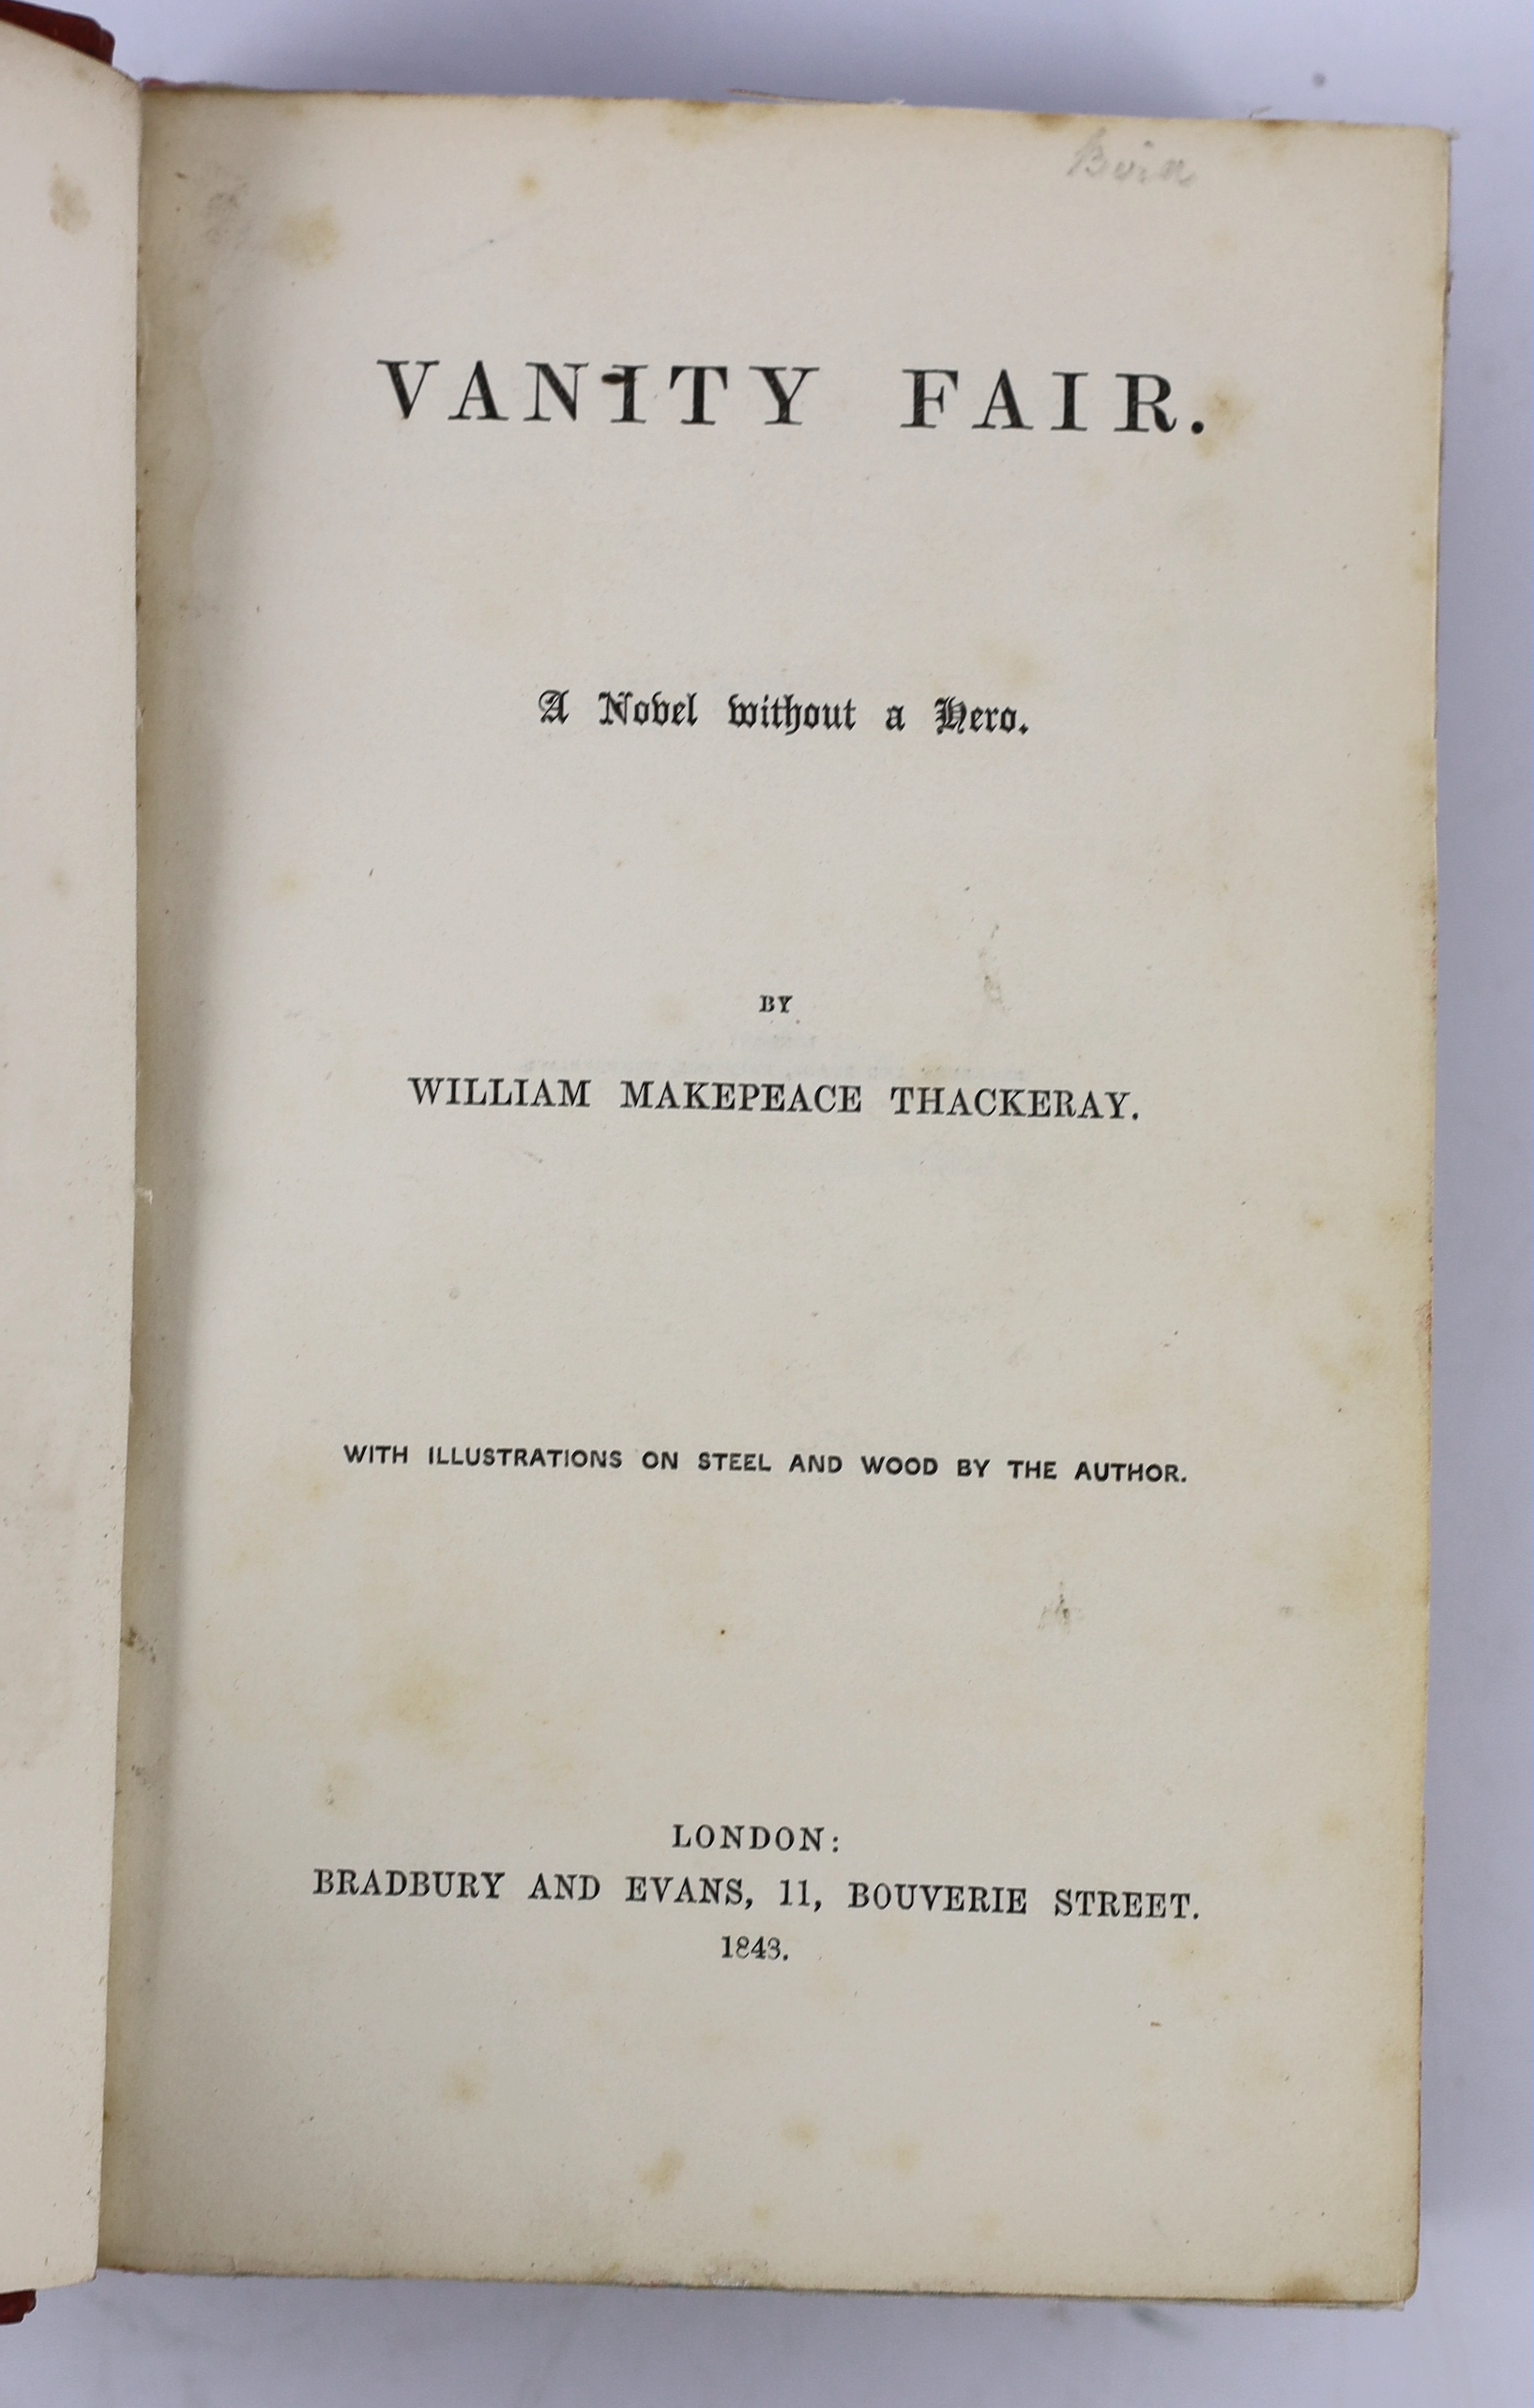 VANITY FAIR.
A Novel without a Hero.
BY
WILLIAM MAKEPEACE THACKERAY.
WITH ILLUSTRATIONS ON STEEL AND WOOD BY THE AUTHOR.
LONDON:
BRADBURY AND EVANS, 11, BOUVERIE STREET.
1848.